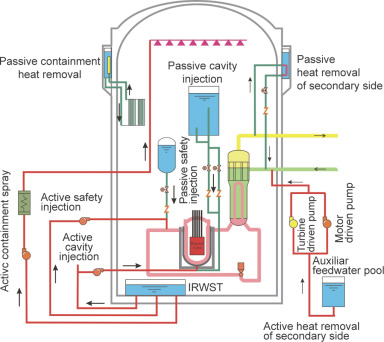 Passive containment
heat removal
Passive cavity
injection
Passive
heat removal
of secondary side
Passive safety
injection
Active containment spray
Active safety
injection
Active
cavity
injection
Turbine
driven pump
Motor
driven pump
Auxiliar
feedwater pool
IRWST
Active heat removal
of secondary side